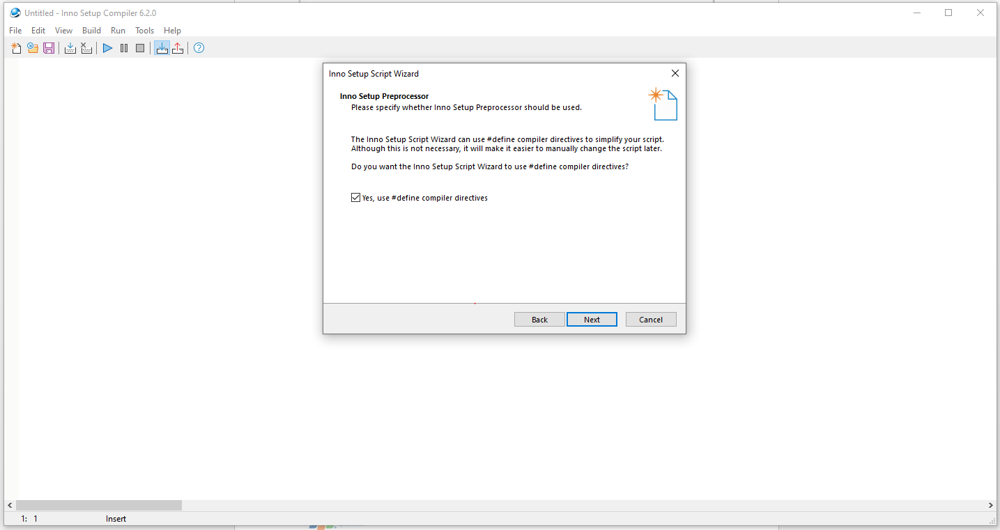 Untitled - Inno Setup Compiler 6.2.0
File Edit View Build Run Tools Help
Inno Setup Script Wizard
Inno Setup Preprocessor
Please specify whether Inno Setup Preprocessor should be used.
The Inno Setup Script Wizard can use #define compiler directives to simplify your script.
Although this is not necessary, it will make it easier to manually change the script later.
Do you want the Inno Setup Script Wizard to use #define compiler directives?
Yes, use #define compiler directives
Back Next Cancel
1: 1 Insert